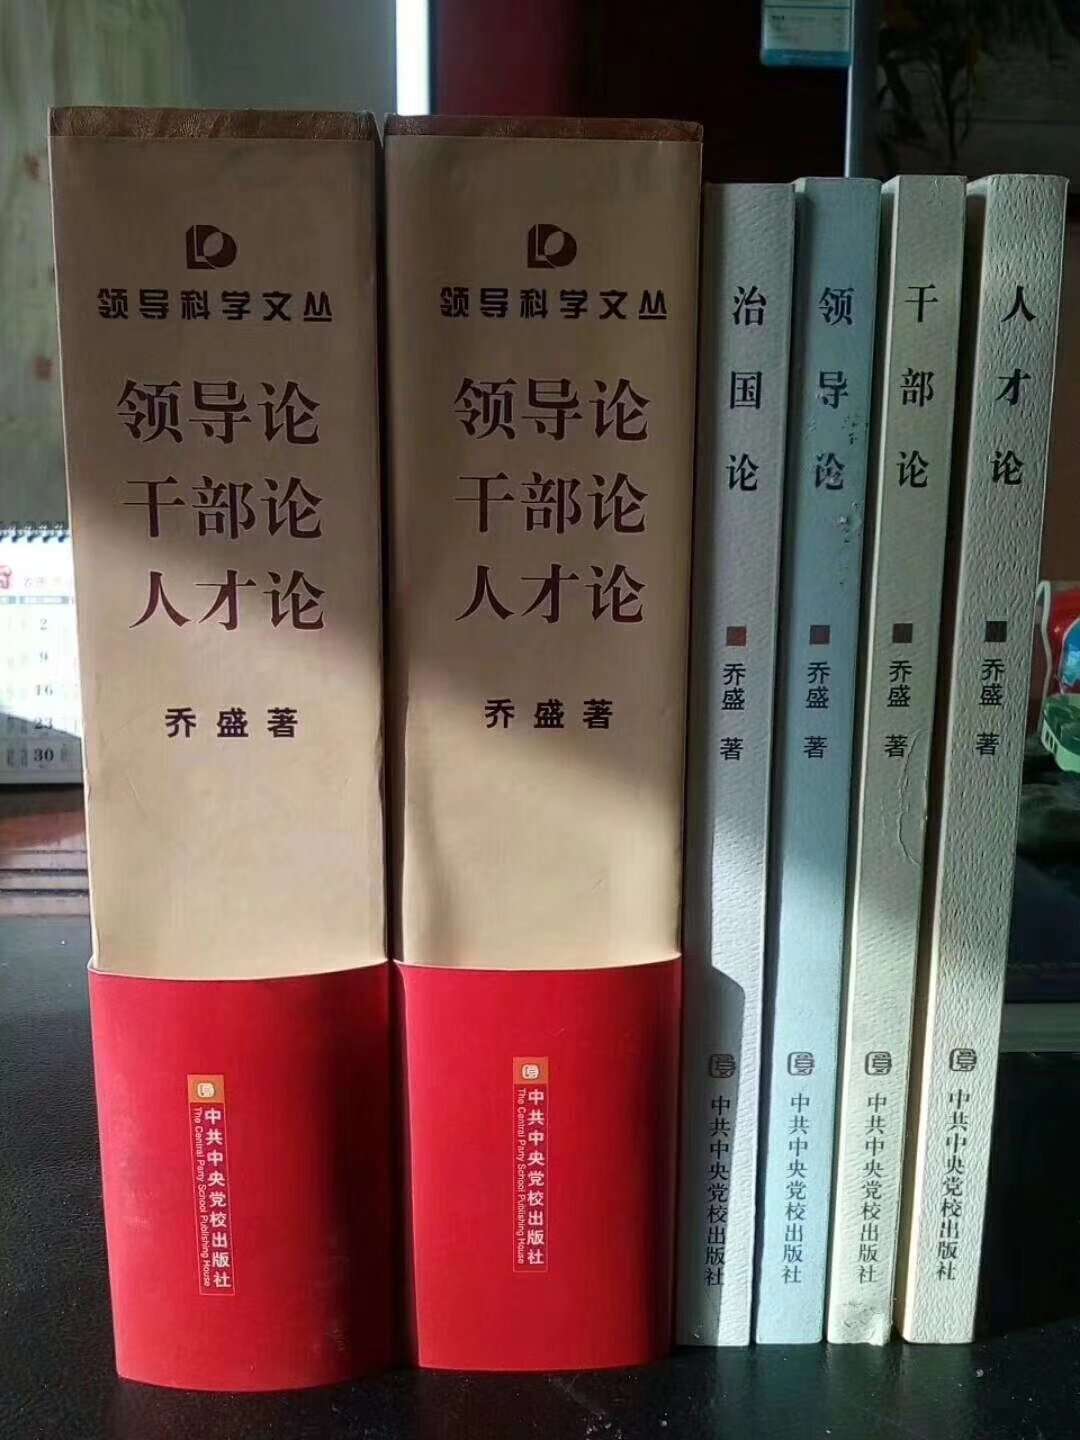 领导科学文丛
领导论
干部论
人才论
乔盛著
中共中央党校出版社
The Central Party School Publishing House
领导科学文丛
领导论
干部论
人才论
乔盛著
中共中央党校出版社
The Central Party School Publishing House
治国论
乔盛 著
中共中央党校出版社
领导论
乔盛 著
中共中央党校出版社
干部论
乔盛 著
中共中央党校出版社
人才论
乔盛 著
中共中央党校出版社
2
9
16
23
30